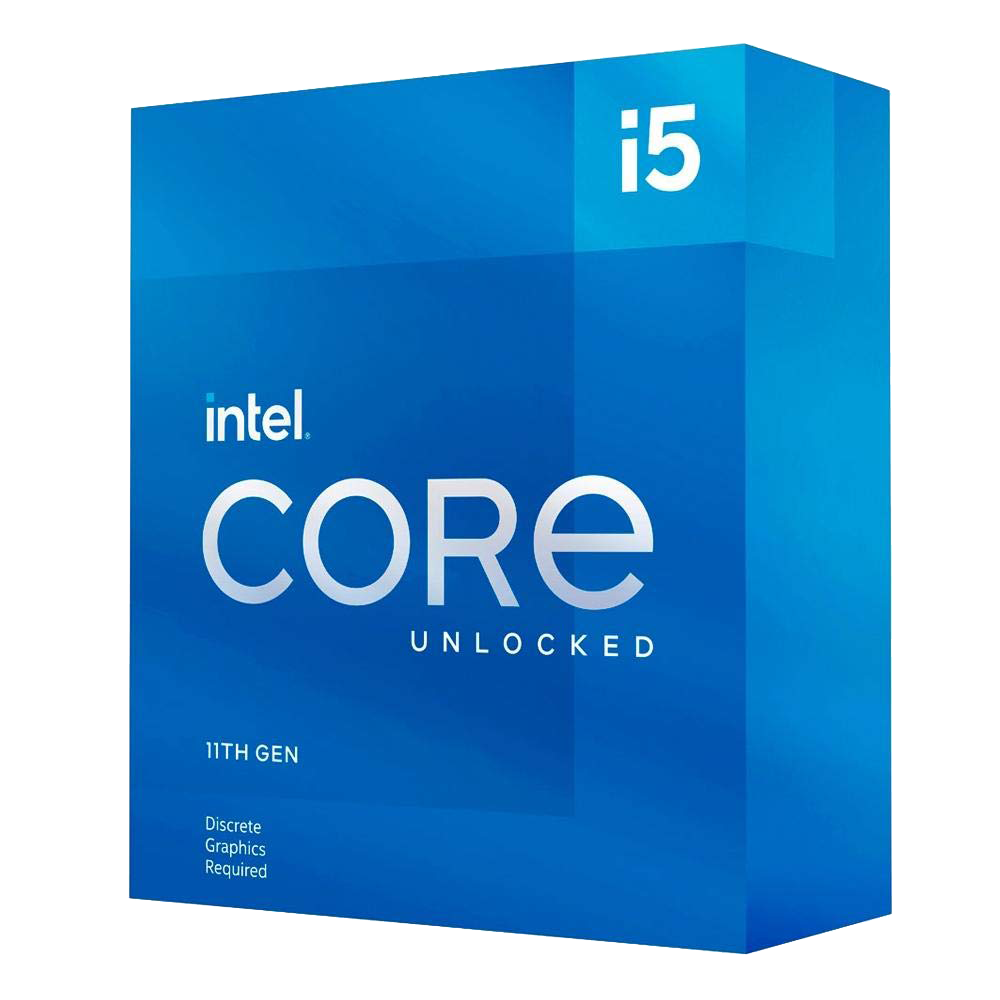 i5
intel®
CORe
UNLOCKED
11TH GEN
Discrete
Graphics
Required